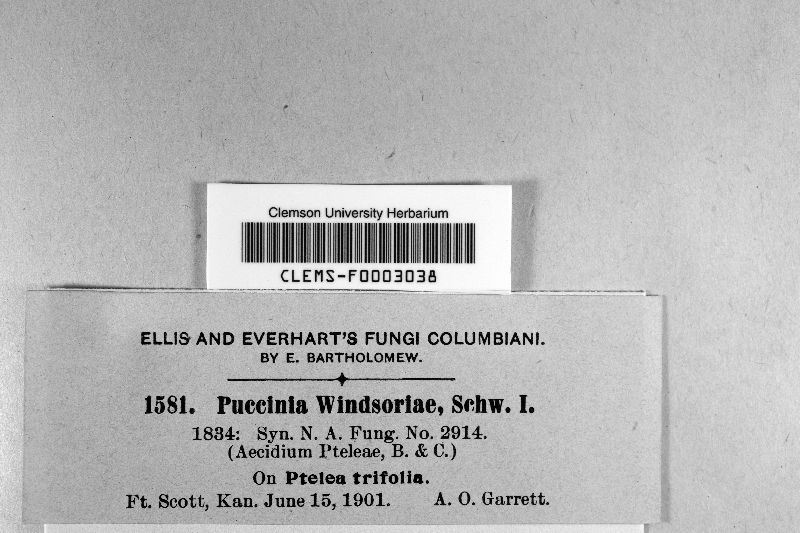 Clemson University Herbarium
CLEMS-F0003038
ELLIS AND EVERHART'S FUNGI COLUMBIANI.
BY E. BARTHOLOMEW.
1581. Puccinia Windsoriae, Schw. I.
1834: Syn. N. A. Fung. No. 2914.
(Aecidium Pteleae, B. & C.)
On Ptelea trifolia.
Ft. Scott, Kan. June 15, 1901. A. O. Garrett.